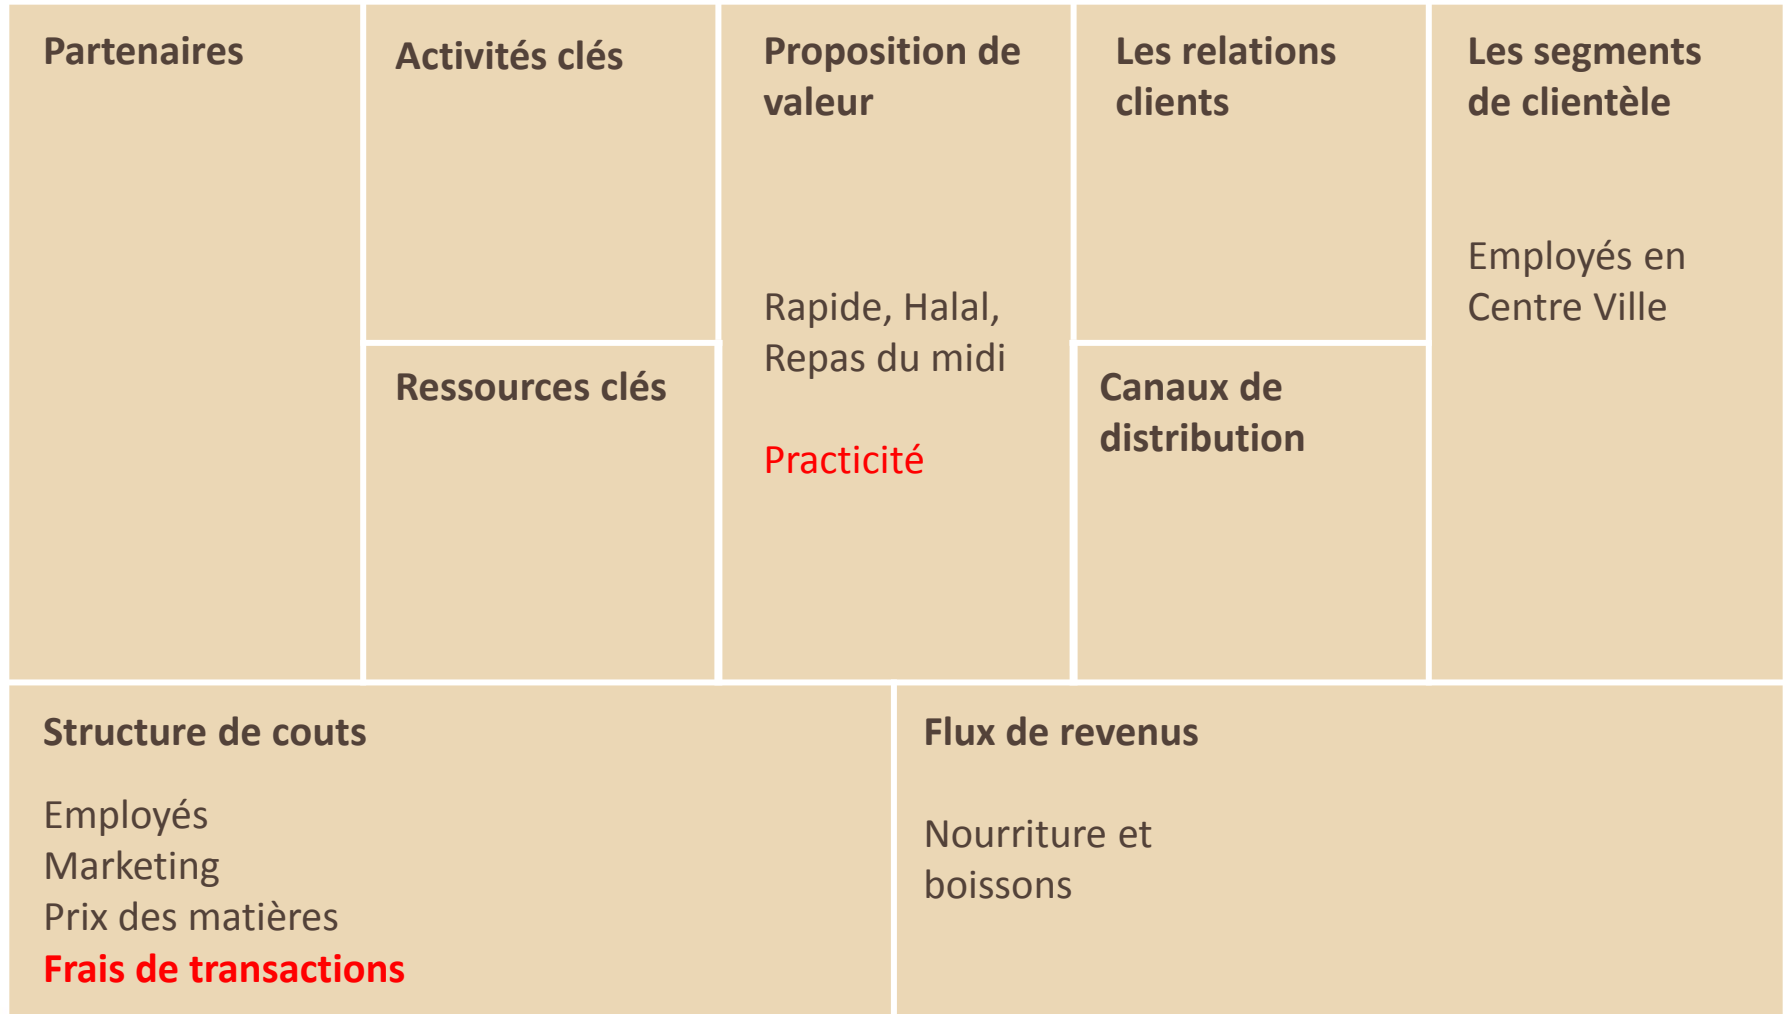 Partenaires
Activités clés
Proposition de
valeur
Les relations
clients
Les segments
de clientèle
Employés en
Centre Ville
Rapide, Halal,
Repas du midi
Practicité
Ressources clés
Canaux de
distribution
Structure de couts
Employés
Marketing
Prix des matières
Frais de transactions
Flux de revenus
Nourriture et
boissons